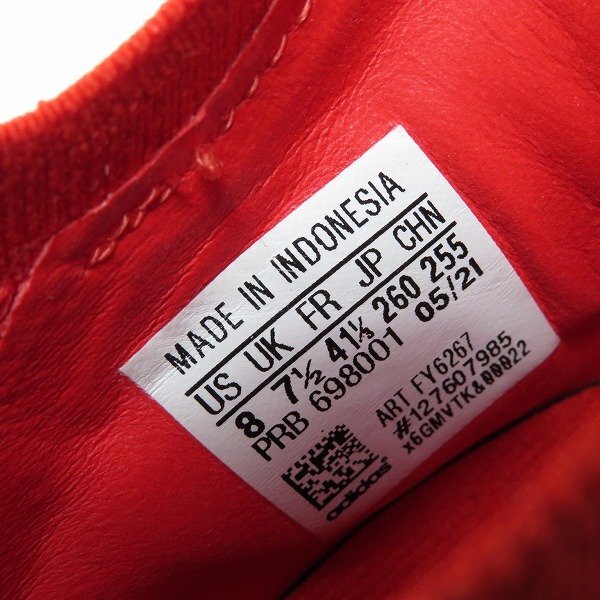 MADE IN INDONESIA
US UK FR JP CHN
8 7½ 41⅓ 260 255
PRB 698001 05/21
ART FY6267
#127607985
X6GMVTK&00022
adidas